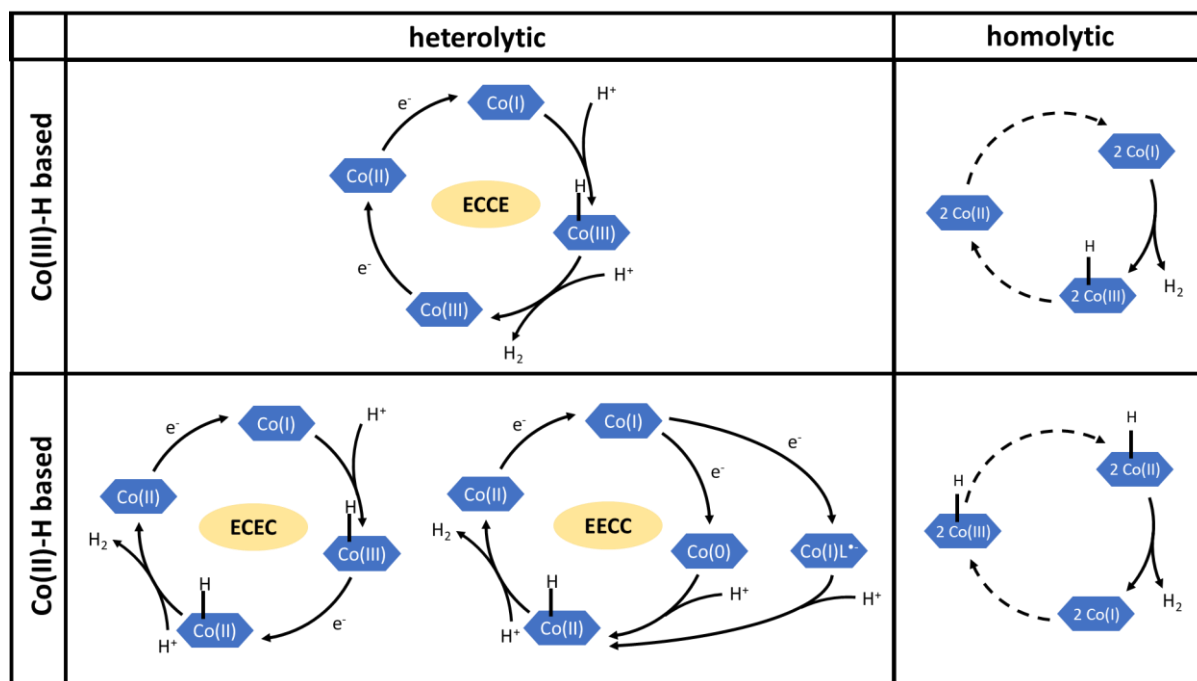 heterolytic
homolytic
Co(III)-H based
e⁻
Co(I)
H⁺
Co(II)
ECCE
H
Co(III)
e⁻
H⁺
Co(III)
H₂
2 Co(I)
2 Co(II)
H
2 Co(III)
H₂
Co(II)-H based
e⁻
Co(I)
H⁺
Co(II)
ECEC
H
Co(III)
H₂
H
Co(II)
H⁺
e⁻
e⁻
Co(I)
e⁻
e⁻
Co(II)
EECC
H₂
Co(0)
Co(I)L•⁻
H
Co(II)
H⁺
H⁺
H⁺
H
2 Co(II)
H
2 Co(III)
2 Co(I)
H₂